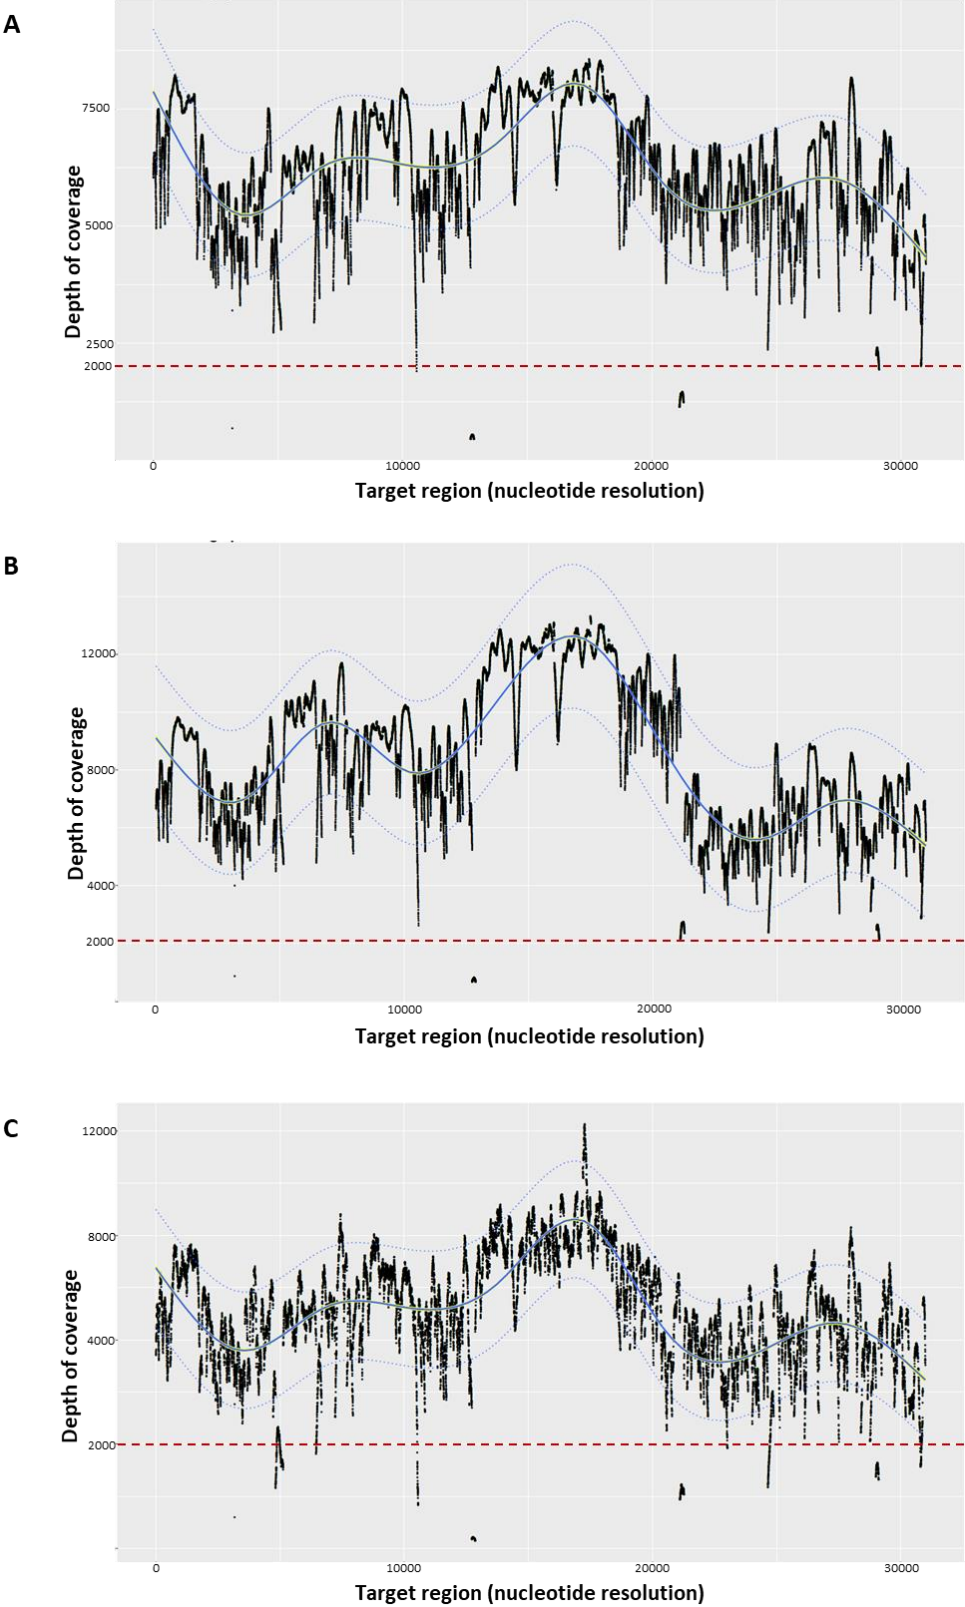 A
Depth of coverage
7500
5000
2500
2000
0 10000 20000 30000
Target region (nucleotide resolution)
B
Depth of coverage
12000
8000
4000
2000
0 10000 20000 30000
Target region (nucleotide resolution)
C
Depth of coverage
12000
8000
4000
2000
0 10000 20000 30000
Target region (nucleotide resolution)